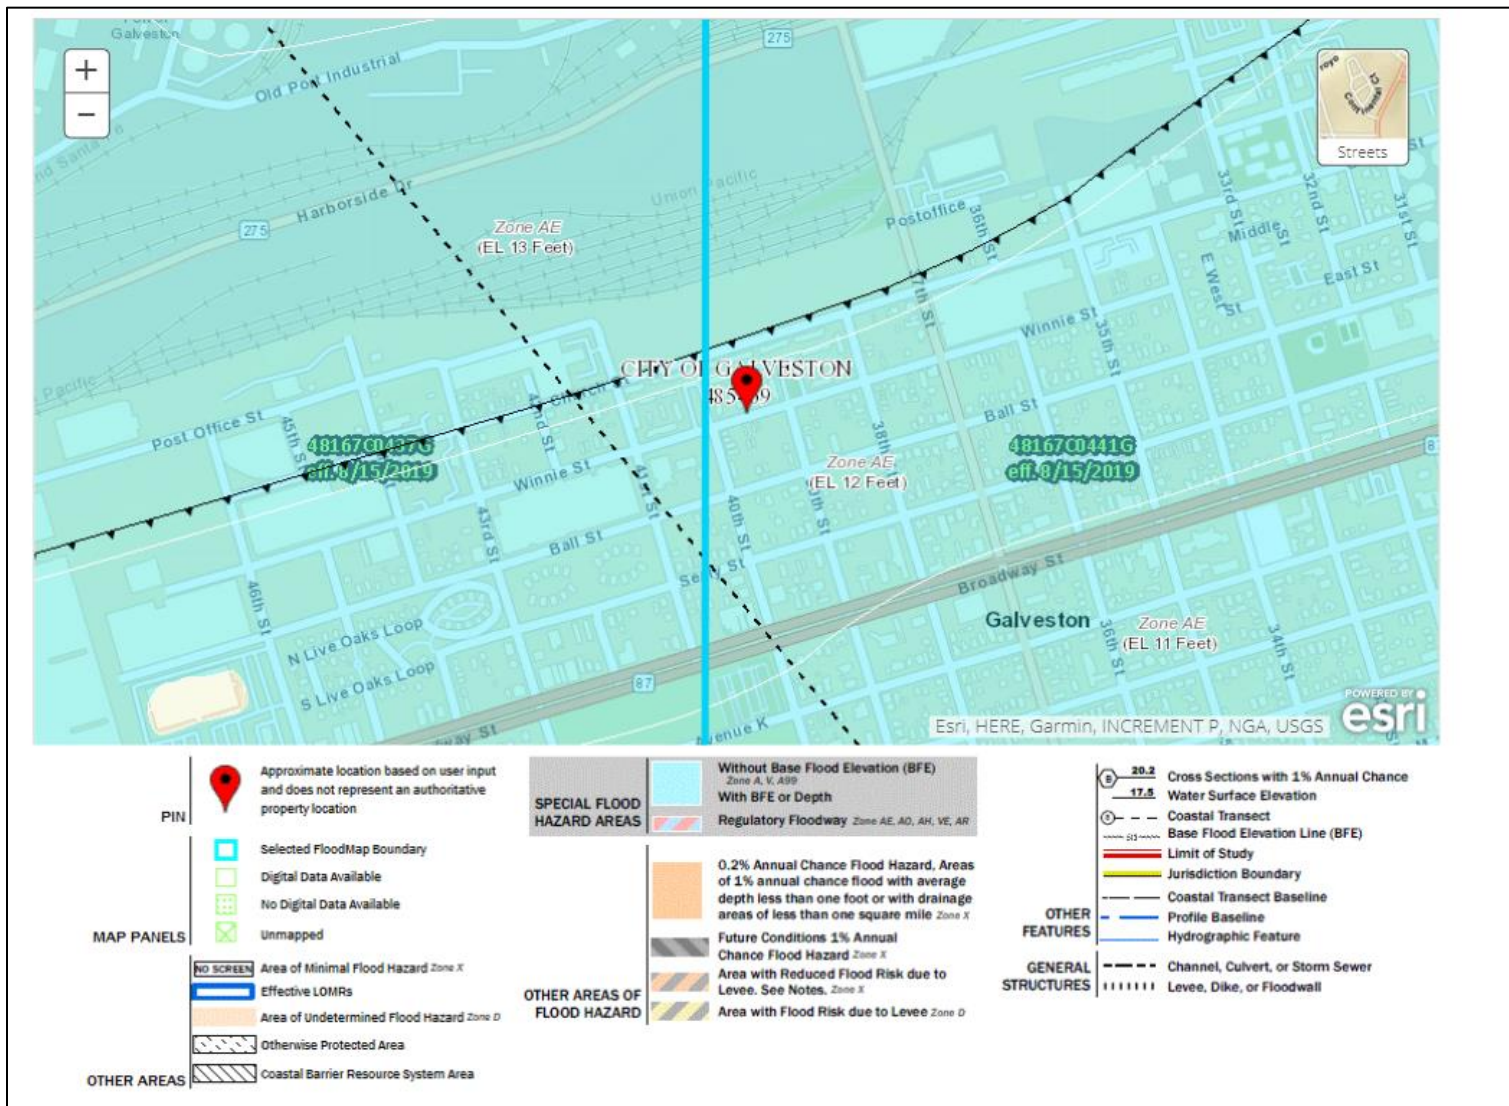 Galveston
275
Old Port Industrial
+
−
Streets
Harborside Dr
275
Union Pacific
Zone AE
(EL 13 Feet)
Postoffice
36th St
33rd St
32nd St
31st St
Middle St
E West St
East St
37th St
35th St
Winnie St
CITY OF GALVESTON
Pacific
Post Office St
45th St
42nd St
Church St
48167C0437G
eff. 8/15/2019
Winnie St
41st St
43rd St
Ball St
40th St
38th St
Ball St
Zone AE
(EL 12 Feet)
48167C0441G
eff. 8/15/2019
Broadway St
46th St
N Live Oaks Loop
S Live Oaks Loop
87
Galveston
36th St
Zone AE
(EL 11 Feet)
34th St
Avenue K
Esri, HERE, Garmin, INCREMENT P, NGA, USGS
POWERED BY
esri
PIN
Approximate location based on user input
and does not represent an authoritative
property location
MAP PANELS
Selected FloodMap Boundary
Digital Data Available
No Digital Data Available
Unmapped
OTHER AREAS
NO SCREEN Area of Minimal Flood Hazard Zone X
Effective LOMRs
Area of Undetermined Flood Hazard Zone D
Otherwise Protected Area
Coastal Barrier Resource System Area
SPECIAL FLOOD
HAZARD AREAS
Without Base Flood Elevation (BFE)
Zone A, V, A99
With BFE or Depth
Regulatory Floodway Zone AE, AO, AH, VE, AR
OTHER AREAS OF
FLOOD HAZARD
0.2% Annual Chance Flood Hazard, Areas
of 1% annual chance flood with average
depth less than one foot or with drainage
areas of less than one square mile Zone X
Future Conditions 1% Annual
Chance Flood Hazard Zone X
Area with Reduced Flood Risk due to
Levee. See Notes. Zone X
Area with Flood Risk due to Levee Zone D
OTHER
FEATURES
B 20.2 Cross Sections with 1% Annual Chance
17.5 Water Surface Elevation
8 Coastal Transect
513 Base Flood Elevation Line (BFE)
Limit of Study
Jurisdiction Boundary
Coastal Transect Baseline
Profile Baseline
Hydrographic Feature
GENERAL
STRUCTURES
Channel, Culvert, or Storm Sewer
Levee, Dike, or Floodwall